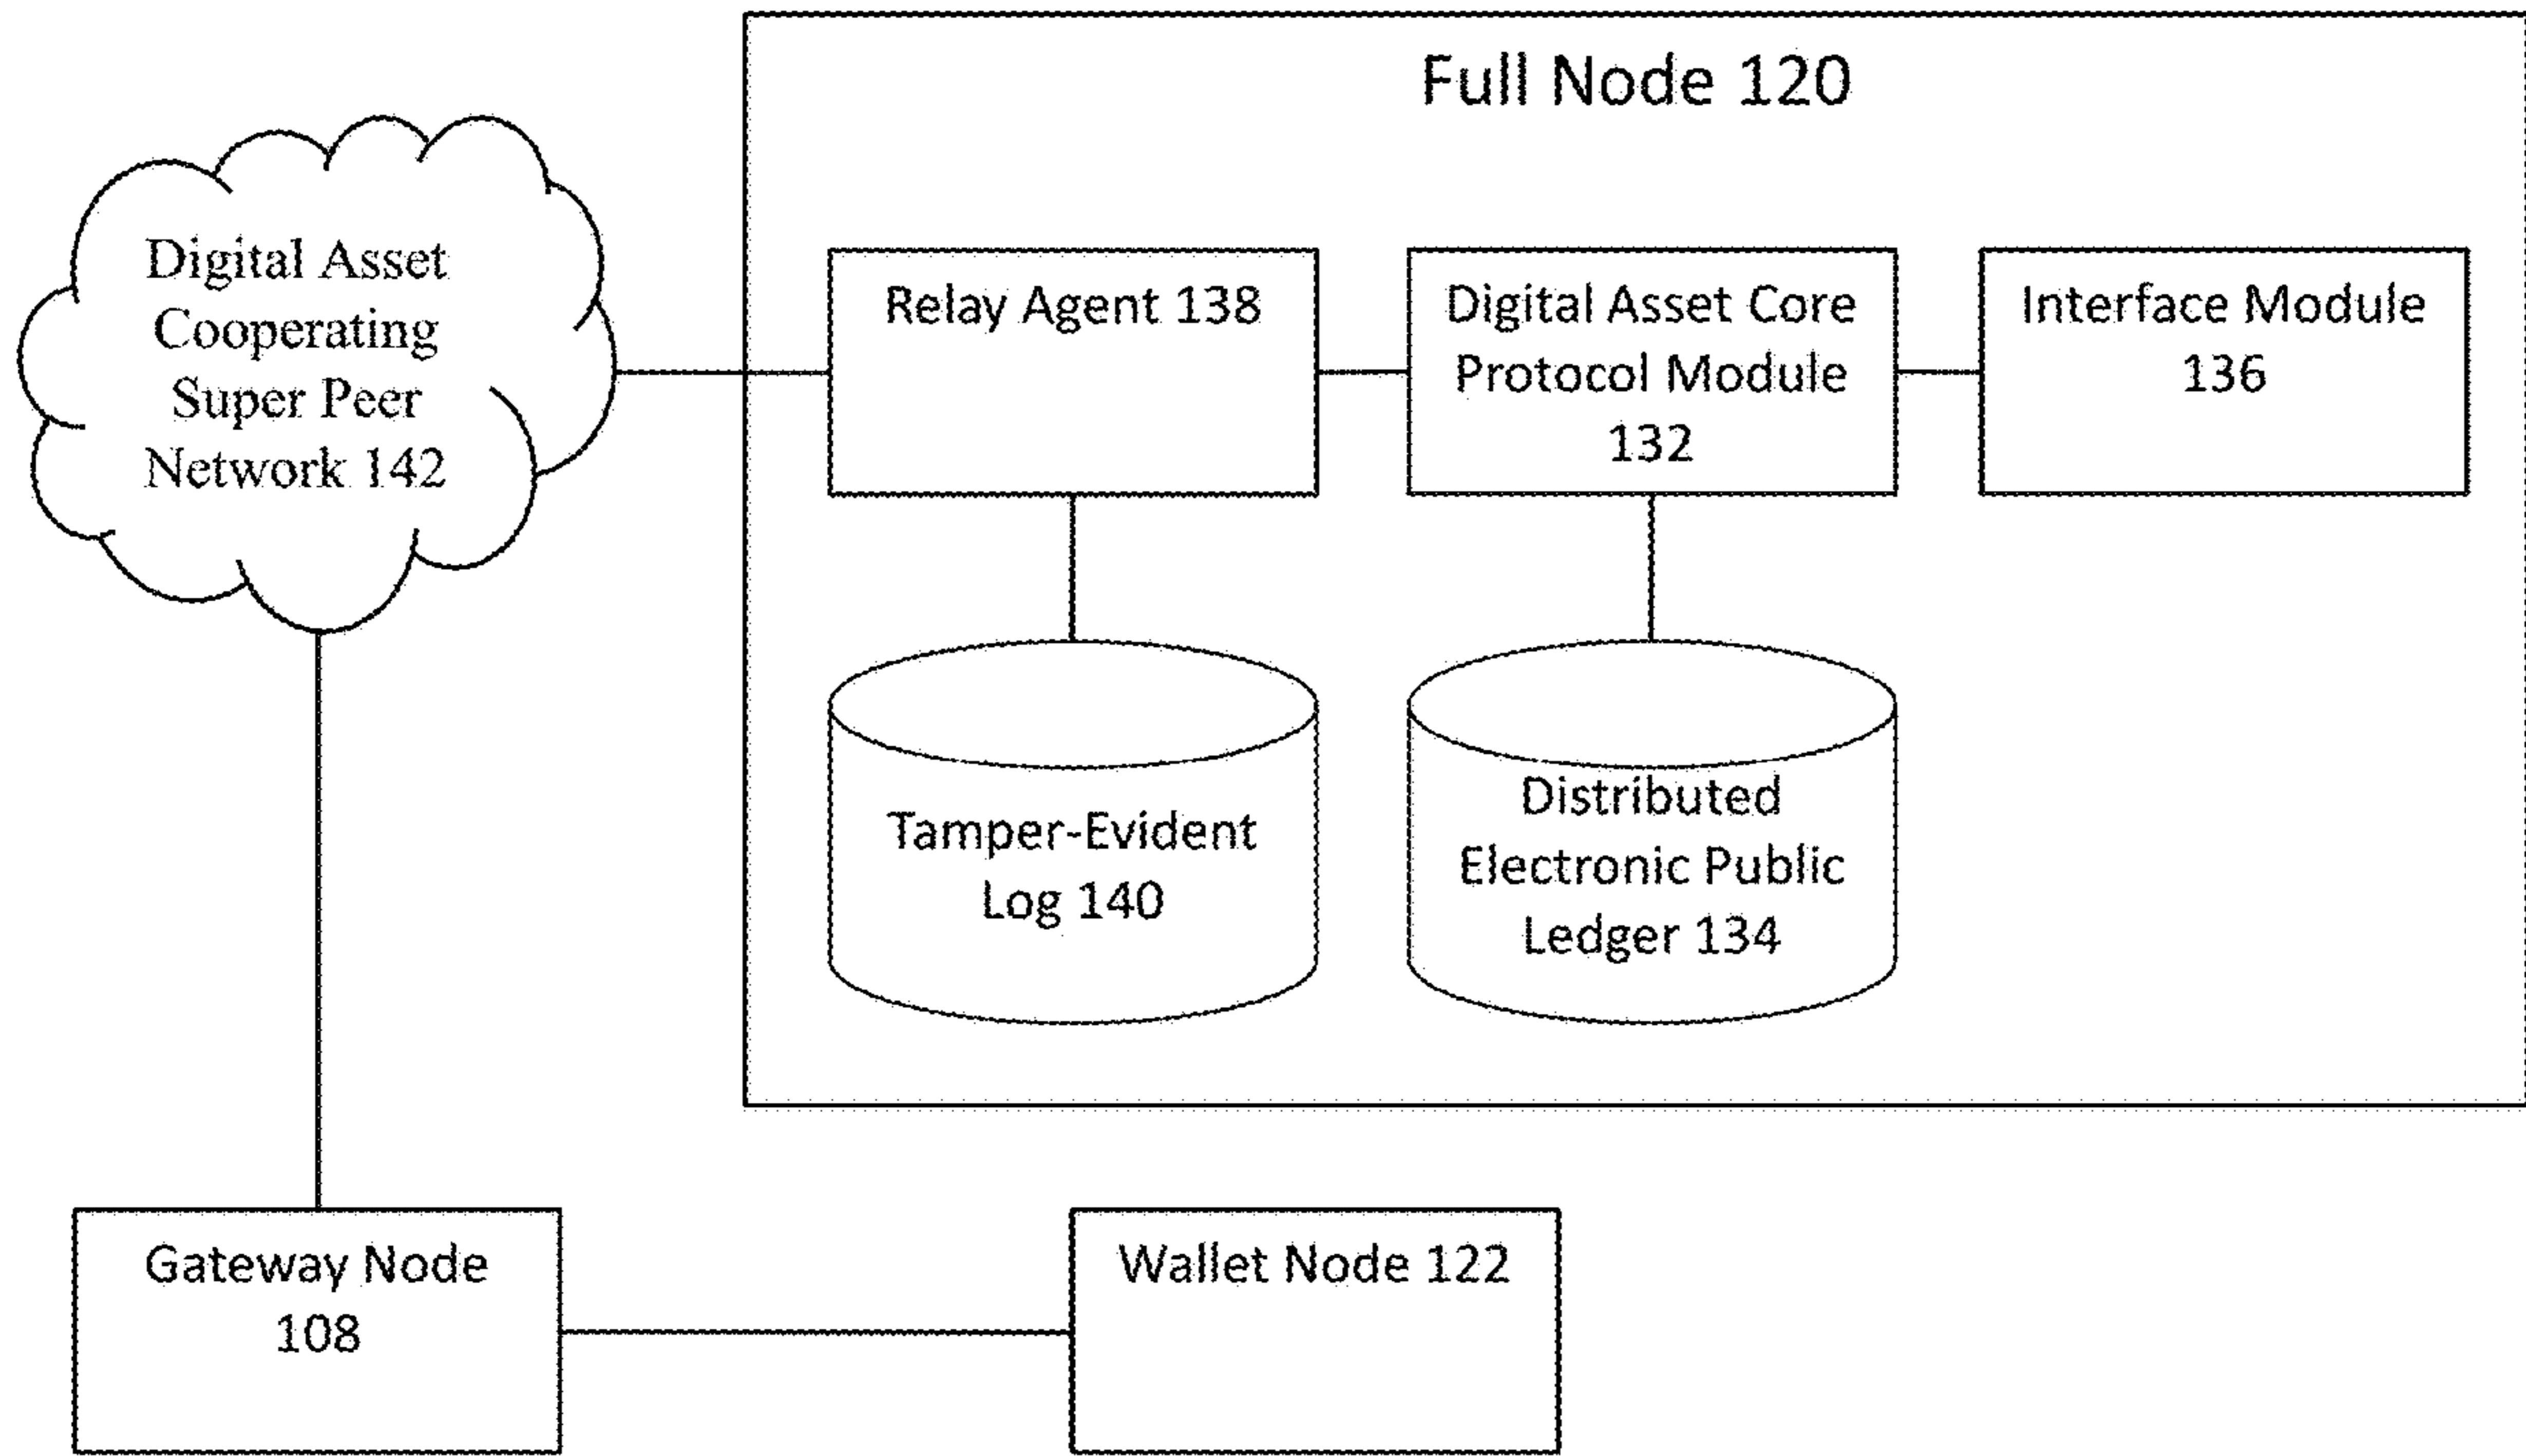 Full Node 120
Digital Asset
Cooperating
Super Peer
Network 142
Relay Agent 138
Digital Asset Core
Protocol Module
132
Interface Module
136
Tamper-Evident
Log 140
Distributed
Electronic Public
Ledger 134
Gateway Node
108
Wallet Node 122